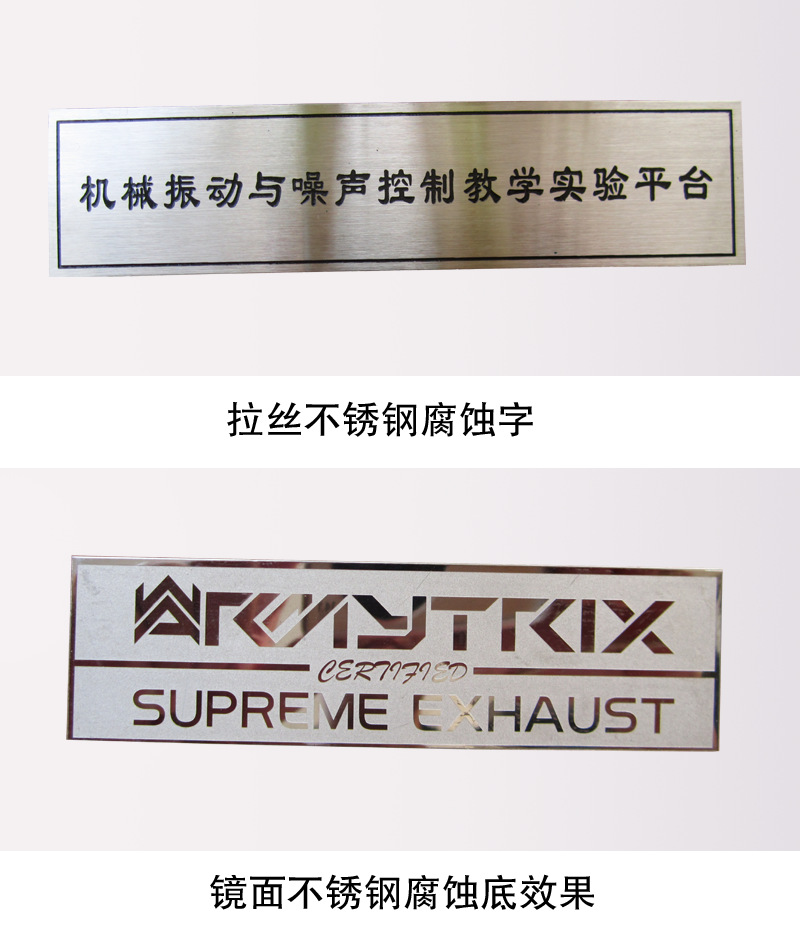 机械振动与噪声控制教学实验平台
拉丝不锈钢腐蚀字
ARMYTRIX
CERTIFIED
SUPREME EXHAUST
镜面不锈钢腐蚀底效果